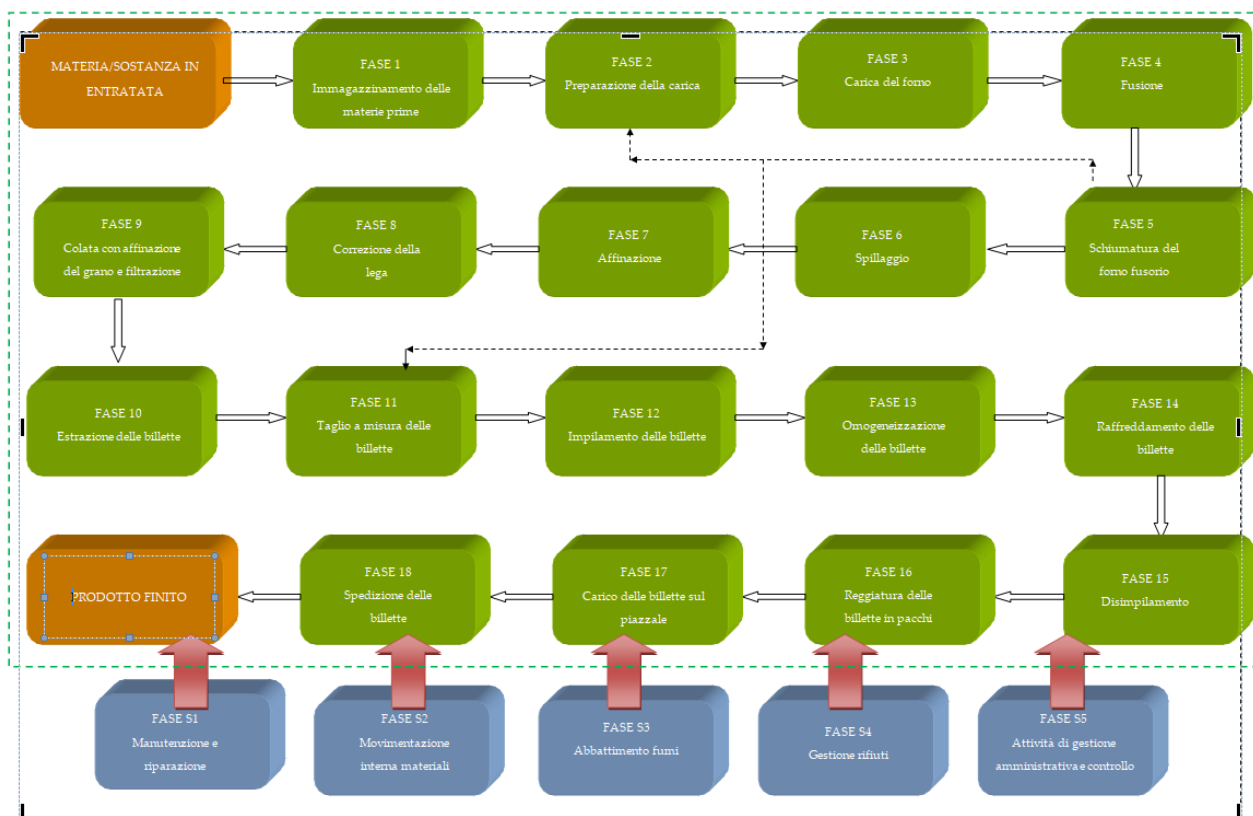 MATERIA/SOSTANZA IN
ENTRATATA
FASE 1
Immagazzinamento delle
materie prime
FASE 2
Preparazione della carica
FASE 3
Carica del forno
FASE 4
Fusione
FASE 9
Colata con affinazione
del grano e filtrazione
FASE 8
Correzione della
lega
FASE 7
Affinazione
FASE 6
Spillaggio
FASE 5
Schiumatura del
forno fusorio
FASE 10
Estrazione delle billette
FASE 11
Taglio a misura delle
billette
FASE 12
Impilamento delle billette
FASE 13
Omogeneizzazione
delle billette
FASE 14
Raffreddamento delle
billette
PRODOTTO FINITO
FASE 18
Spedizione delle
billette
FASE 17
Carico delle billette sul
piazzale
FASE 16
Reggiatura delle
billette in pacchi
FASE 15
Disimpilamento
FASE S1
Manutenzione e
riparazione
FASE S2
Movimentazione
interna materiali
FASE S3
Abbattimento fumi
FASE S4
Gestione rifiuti
FASE S5
Attività di gestione
amministrativa e controllo